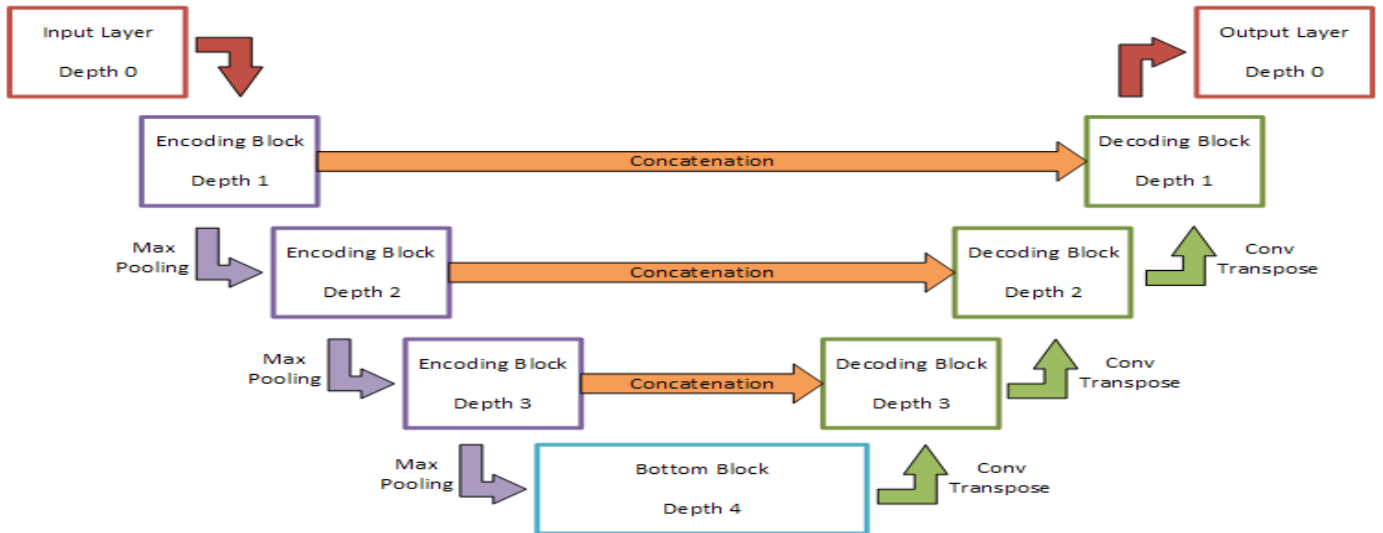 Input Layer
Depth 0
Output Layer
Depth 0
Encoding Block
Depth 1
Concatenation
Decoding Block
Depth 1
Max
Pooling
Encoding Block
Depth 2
Concatenation
Decoding Block
Depth 2
Conv
Transpose
Max
Pooling
Encoding Block
Depth 3
Concatenation
Decoding Block
Depth 3
Conv
Transpose
Max
Pooling
Bottom Block
Depth 4
Conv
Transpose